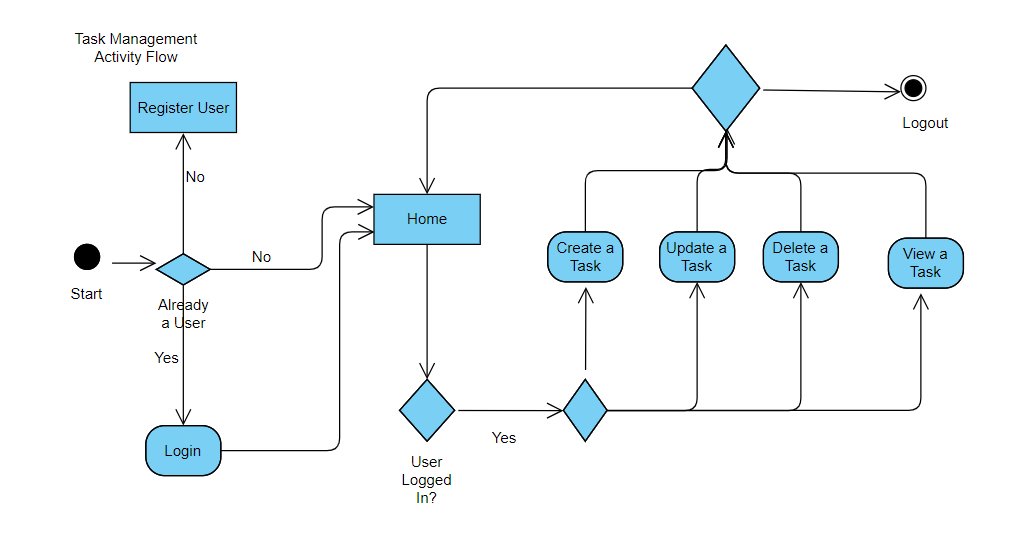 Task Management
Activity Flow
Register User
No
Start
Already
a User
No
Yes
Login
Home
User
Logged
In?
Yes
Create a
Task
Update a
Task
Delete a
Task
View a
Task
Logout